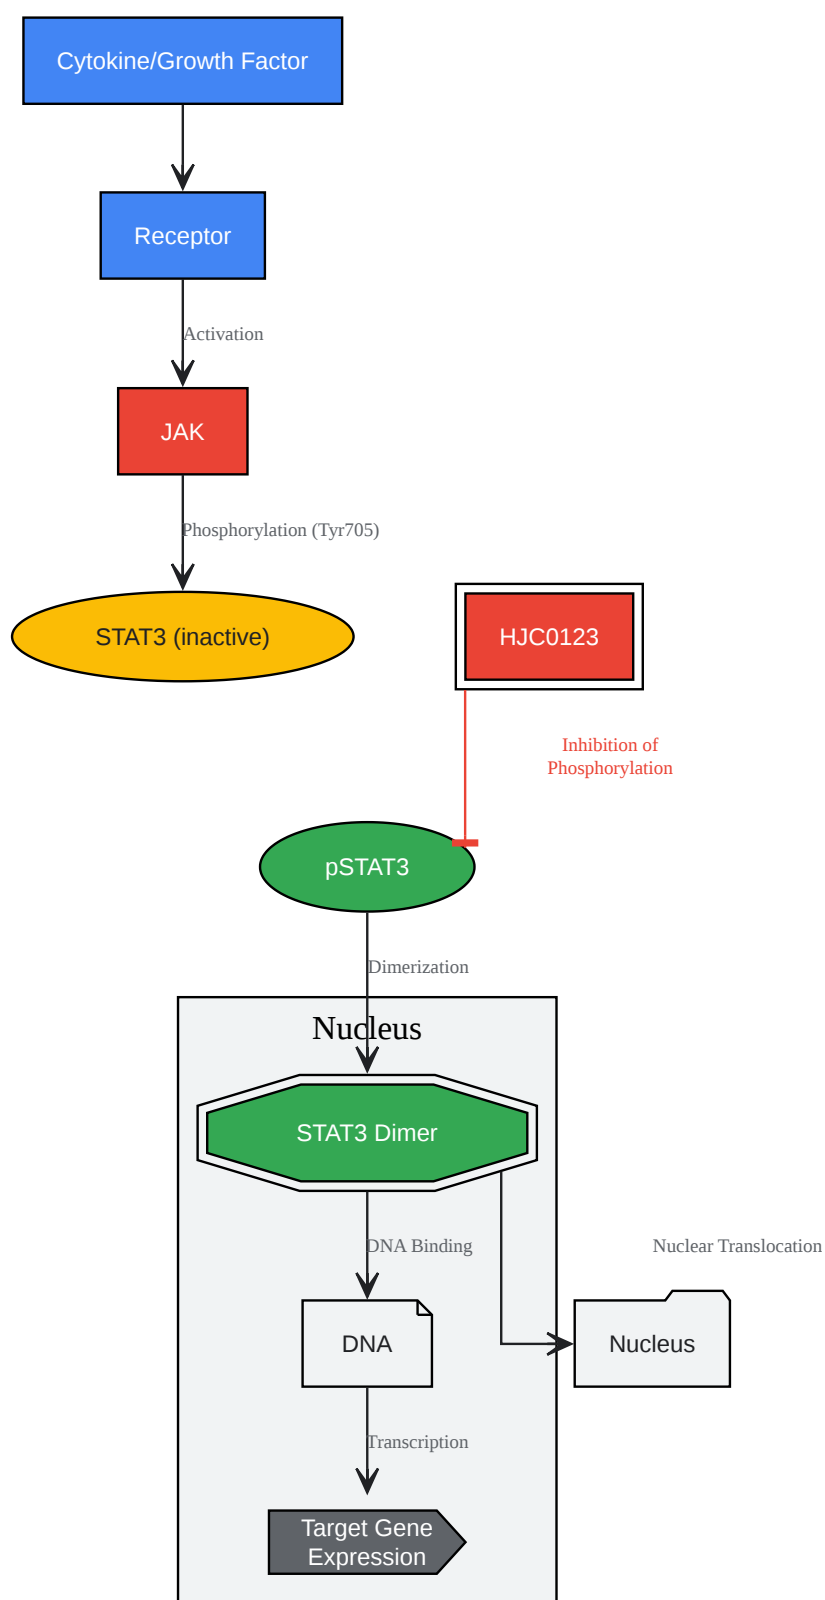 Cytokine/Growth Factor
Receptor
Activation
JAK
Phosphorylation (Tyr705)
STAT3 (inactive)
HJC0123
Inhibition of
Phosphorylation
pSTAT3
Dimerization
Nucleus
STAT3 Dimer
DNA Binding
Nuclear Translocation
DNA
Nucleus
Transcription
Target Gene
Expression